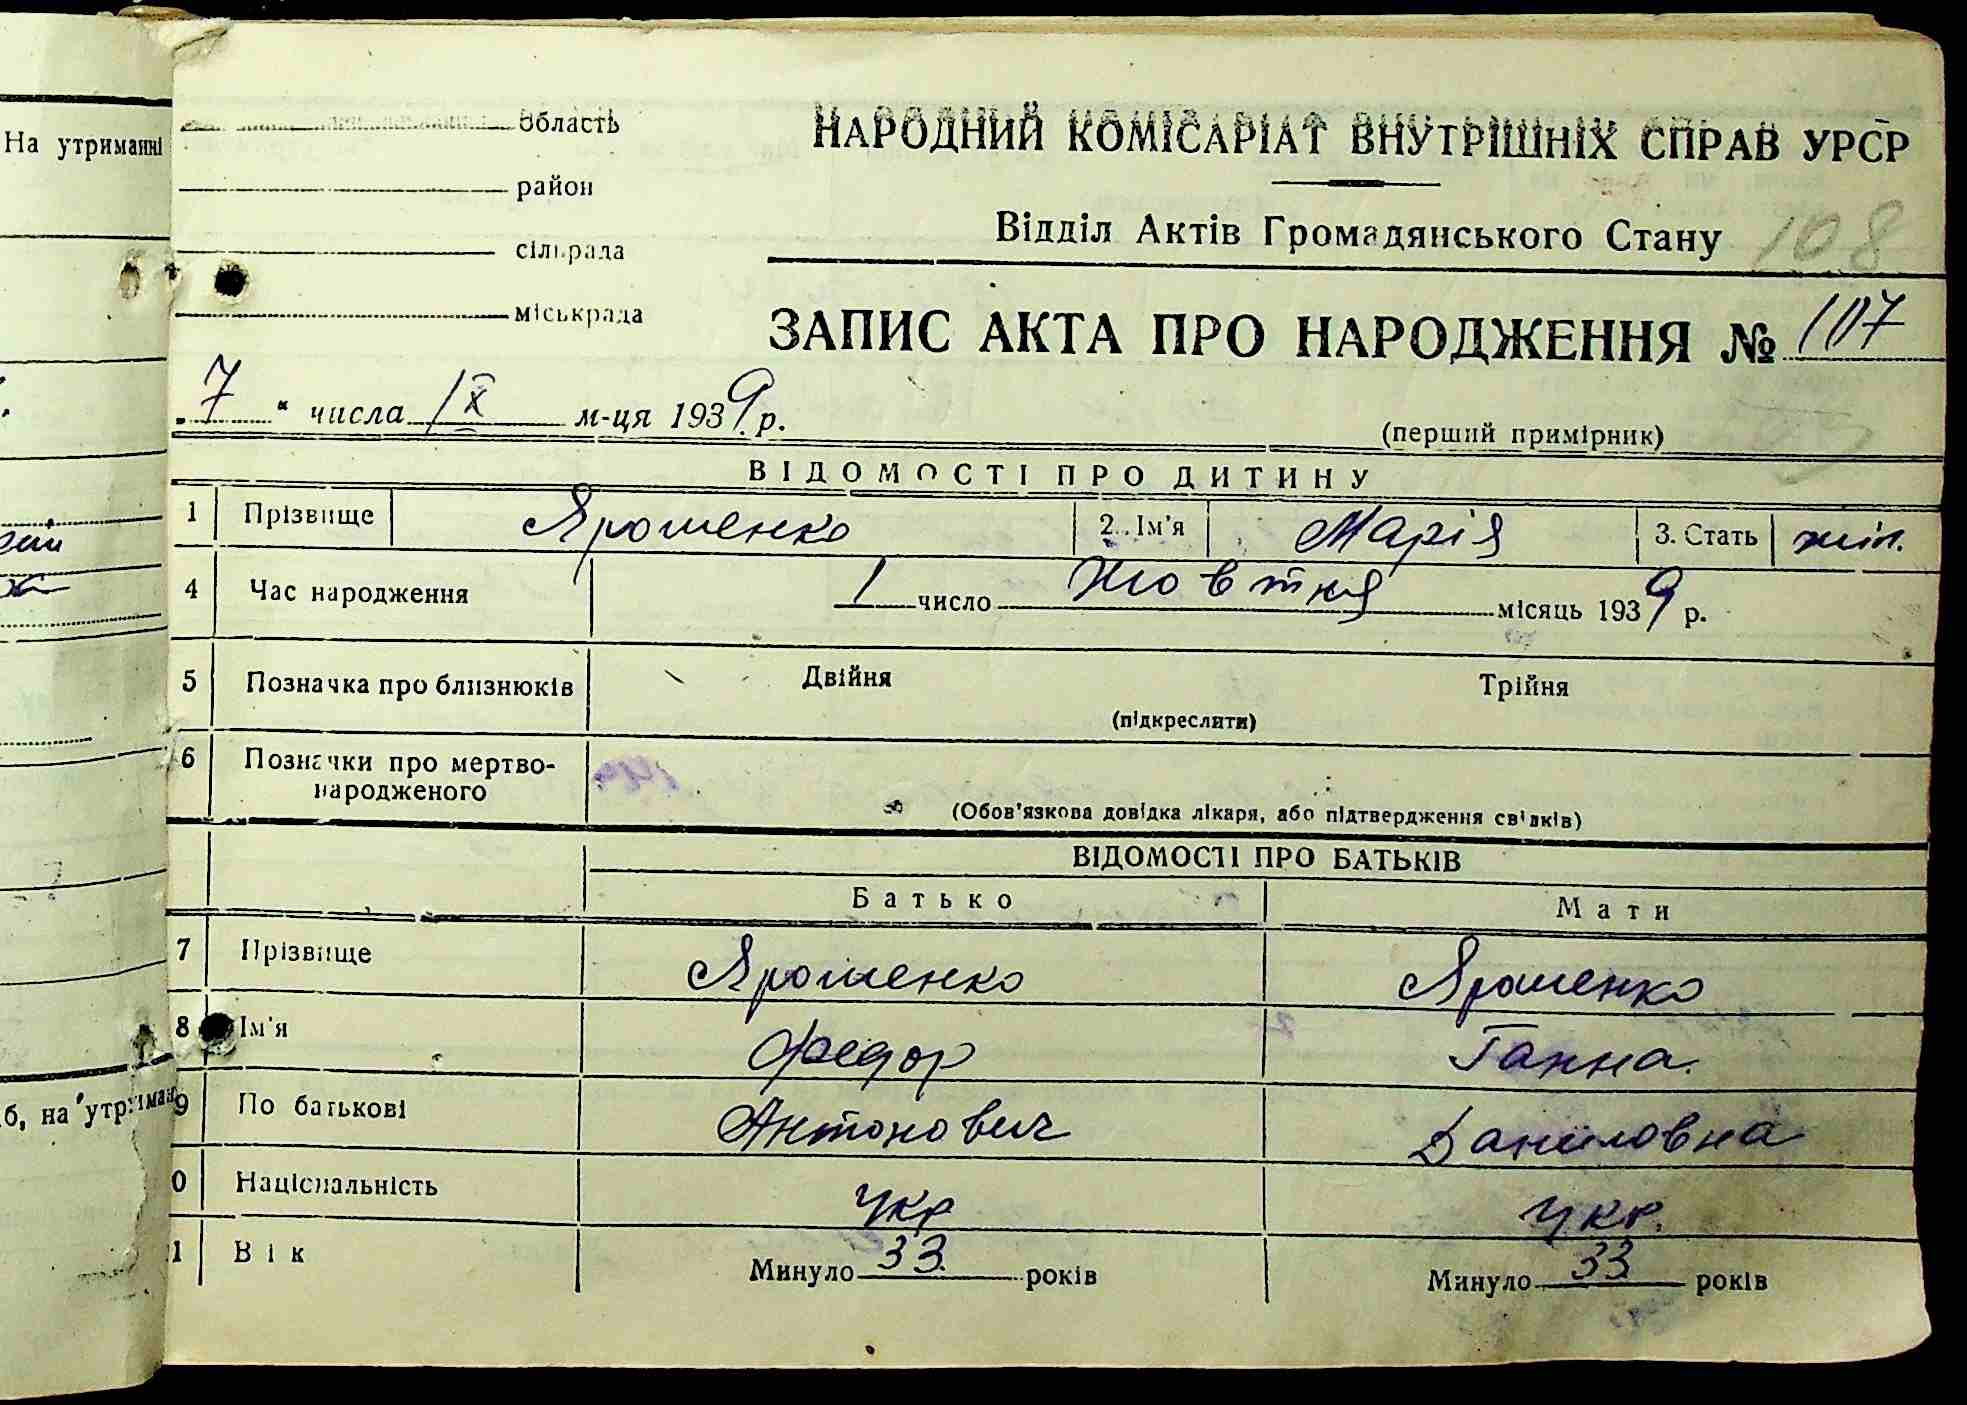 На утриманні
область
район
сільрада
міськрада
НАРОДНИЙ КОМІСАРІАТ ВНУТРІШНІХ СПРАВ УРСР
Відділ Актів Громадянського Стану 108
ЗАПИС АКТА ПРО НАРОДЖЕННЯ № 107
7 " числа IX м-ця 1939 р.
(перший примірник)
ВІДОМОСТІ ПРО ДИТИНУ
1 Прізвище Ярошенко 2. Ім'я Марія 3. Стать жін.
4 Час народження 1 число Жовтня місяць 1939 р.
5 Позначка про близнюків Двійня Трійня
(підкреслити)
6 Позначки про мертво-
народженого
(Обов'язкова довідка лікаря, або підтвердження свідків)
ВІДОМОСТІ ПРО БАТЬКІВ
Батько Мати
7 Прізвище Ярошенко Ярошенко
8 Ім'я Федор Ганна.
б, на утриман
9 По батькові Антонович Даниловна
0 Національність Укр Укр.
1 Вік Минуло 33 років Минуло 33 років